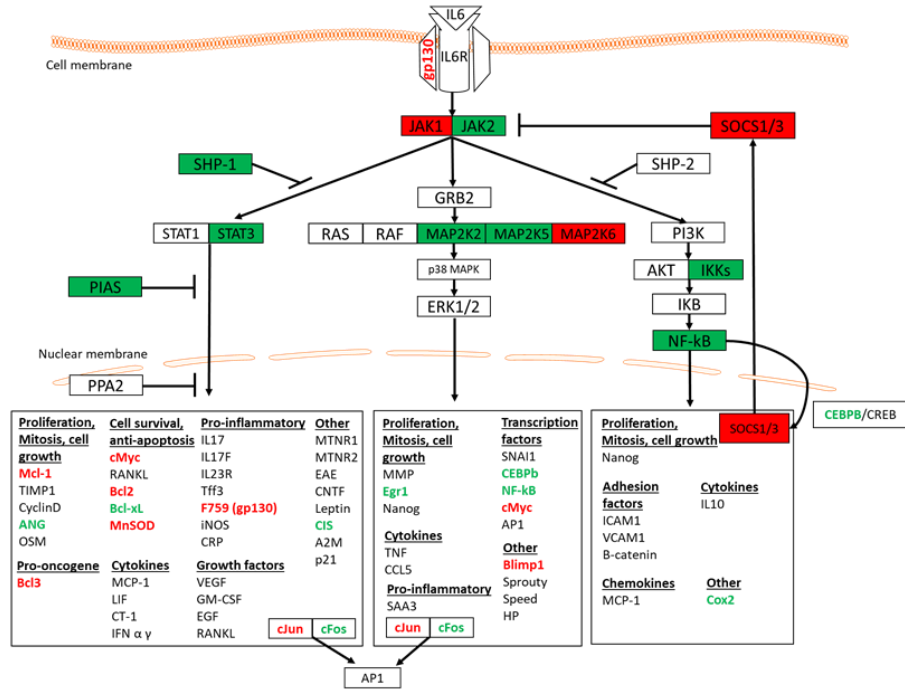 IL6
Cell membrane
gp130
IL6R
JAK1 JAK2
SOCS1/3
SHP-1
SHP-2
GRB2
STAT1 STAT3
RAS RAF MAP2K2 MAP2K5 MAP2K6
PI3K
p38 MAPK
AKT IKKs
PIAS
ERK1/2
IKB
Nuclear membrane
NF-kB
PPA2
CEBPB/CREB
Proliferation,
Mitosis, cell
growth
Mcl-1
TIMP1
CyclinD
ANG
OSM
Pro-oncogene
Bcl3
Cell survival,
anti-apoptosis
cMyc
RANKL
Bcl2
Bcl-xL
MnSOD
Cytokines
MCP-1
LIF
CT-1
IFN α γ
Pro-inflammatory
IL17
IL17F
IL23R
Tff3
F759 (gp130)
iNOS
CRP
Growth factors
VEGF
GM-CSF
EGF
RANKL
Other
MTNR1
MTNR2
EAE
CNTF
Leptin
CIS
A2M
p21
cJun cFos
Proliferation,
Mitosis, cell
growth
MMP
Egr1
Nanog
Cytokines
TNF
CCL5
Pro-inflammatory
SAA3
cJun cFos
Transcription
factors
SNAI1
CEBPb
NF-kB
cMyc
AP1
Other
Blimp1
Sprouty
Speed
HP
Proliferation,
Mitosis, cell growth
Nanog
SOCS1/3
Adhesion
factors
ICAM1
VCAM1
B-catenin
Cytokines
IL10
Chemokines
MCP-1
Other
Cox2
AP1